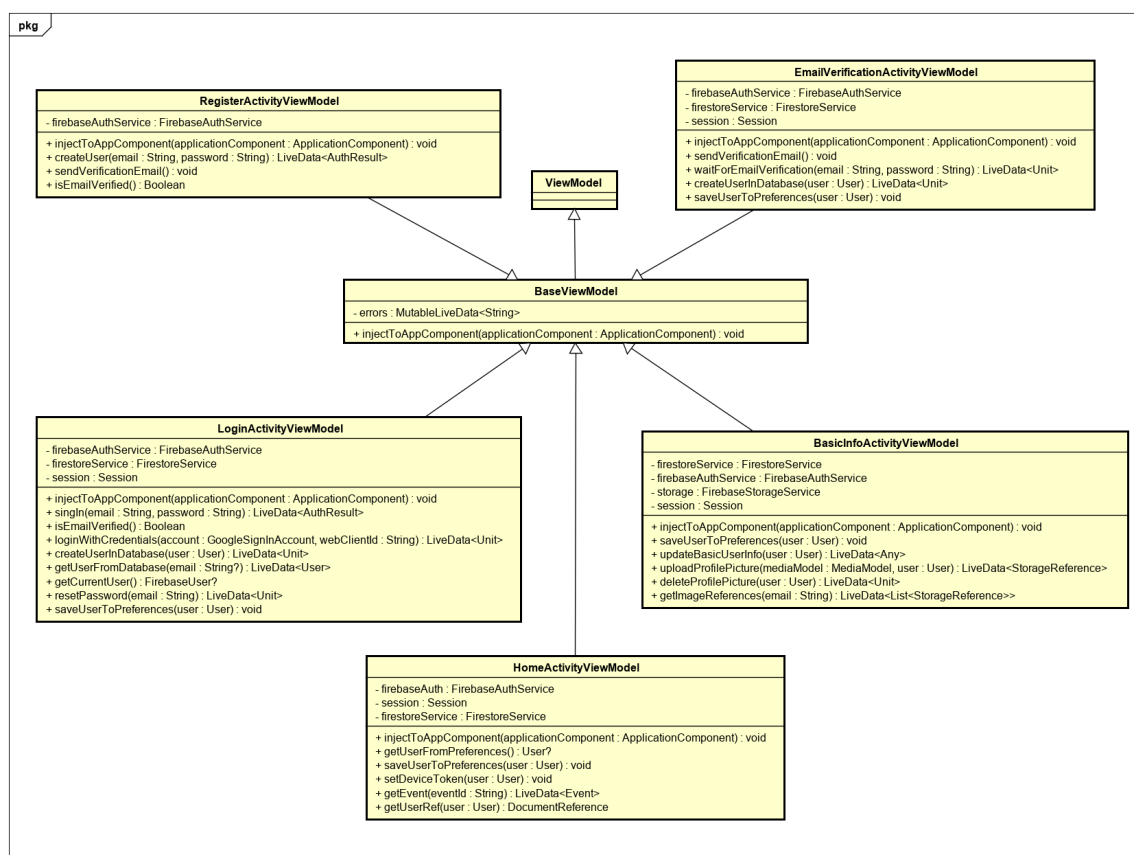 pkg
EmailVerificationActivityViewModel
- firebaseAuthService : FirebaseAuthService
- firestoreService : FirestoreService
- session : Session
+ injectToAppComponent(applicationComponent : ApplicationComponent) : void
+ sendVerificationEmail() : void
+ waitForEmailVerification(email : String, password : String) : LiveData<Unit>
+ createUserInDatabase(user : User) : LiveData<Unit>
+ saveUserToPreferences(user : User) : void
RegisterActivityViewModel
- firebaseAuthService : FirebaseAuthService
+ injectToAppComponent(applicationComponent : ApplicationComponent) : void
+ createUser(email : String, password : String) : LiveData<AuthResult>
+ sendVerificationEmail() : void
+ isEmailVerified() : Boolean
ViewModel
BaseViewModel
- errors : MutableLiveData<String>
+ injectToAppComponent(applicationComponent : ApplicationComponent) : void
LoginActivityViewModel
- firebaseAuthService : FirebaseAuthService
- firestoreService : FirestoreService
- session : Session
+ injectToAppComponent(applicationComponent : ApplicationComponent) : void
+ singIn(email : String, password : String) : LiveData<AuthResult>
+ isEmailVerified() : Boolean
+ loginWithCredentials(account : GoogleSignInAccount, webClientId : String) : LiveData<Unit>
+ createUserInDatabase(user : User) : LiveData<Unit>
+ getUserFromDatabase(email : String?) : LiveData<User>
+ getCurrentUser() : FirebaseUser?
+ resetPassword(email : String) : LiveData<Unit>
+ saveUserToPreferences(user : User) : void
BasicInfoActivityViewModel
- firestoreService : FirestoreService
- firebaseAuthService : FirebaseAuthService
- storage : FirebaseStorageService
- session : Session
+ injectToAppComponent(applicationComponent : ApplicationComponent) : void
+ saveUserToPreferences(user : User) : void
+ updateBasicUserInfo(user : User) : LiveData<Any>
+ uploadProfilePicture(mediaModel : MediaModel, user : User) : LiveData<StorageReference>
+ deleteProfilePicture(user : User) : LiveData<Unit>
+ getImageReferences(email : String) : LiveData<List<StorageReference>>
HomeActivityViewModel
- firebaseAuth : FirebaseAuthService
- session : Session
- firestoreService : FirestoreService
+ injectToAppComponent(applicationComponent : ApplicationComponent) : void
+ getUserFromPreferences() : User?
+ saveUserToPreferences(user : User) : void
+ setDeviceToken(user : User) : void
+ getEvent(eventId : String) : LiveData<Event>
+ getUserRef(user : User) : DocumentReference